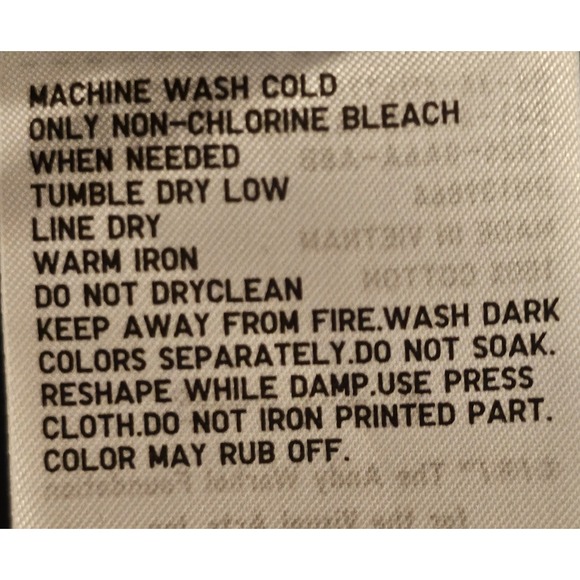 MACHINE WASH COLD
ONLY NON-CHLORINE BLEACH
WHEN NEEDED
TUMBLE DRY LOW
LINE DRY
WARM IRON
DO NOT DRYCLEAN
KEEP AWAY FROM FIRE.WASH DARK
COLORS SEPARATELY.DO NOT SOAK.
RESHAPE WHILE DAMP.USE PRESS
CLOTH.DO NOT IRON PRINTED PART.
COLOR MAY RUB OFF.